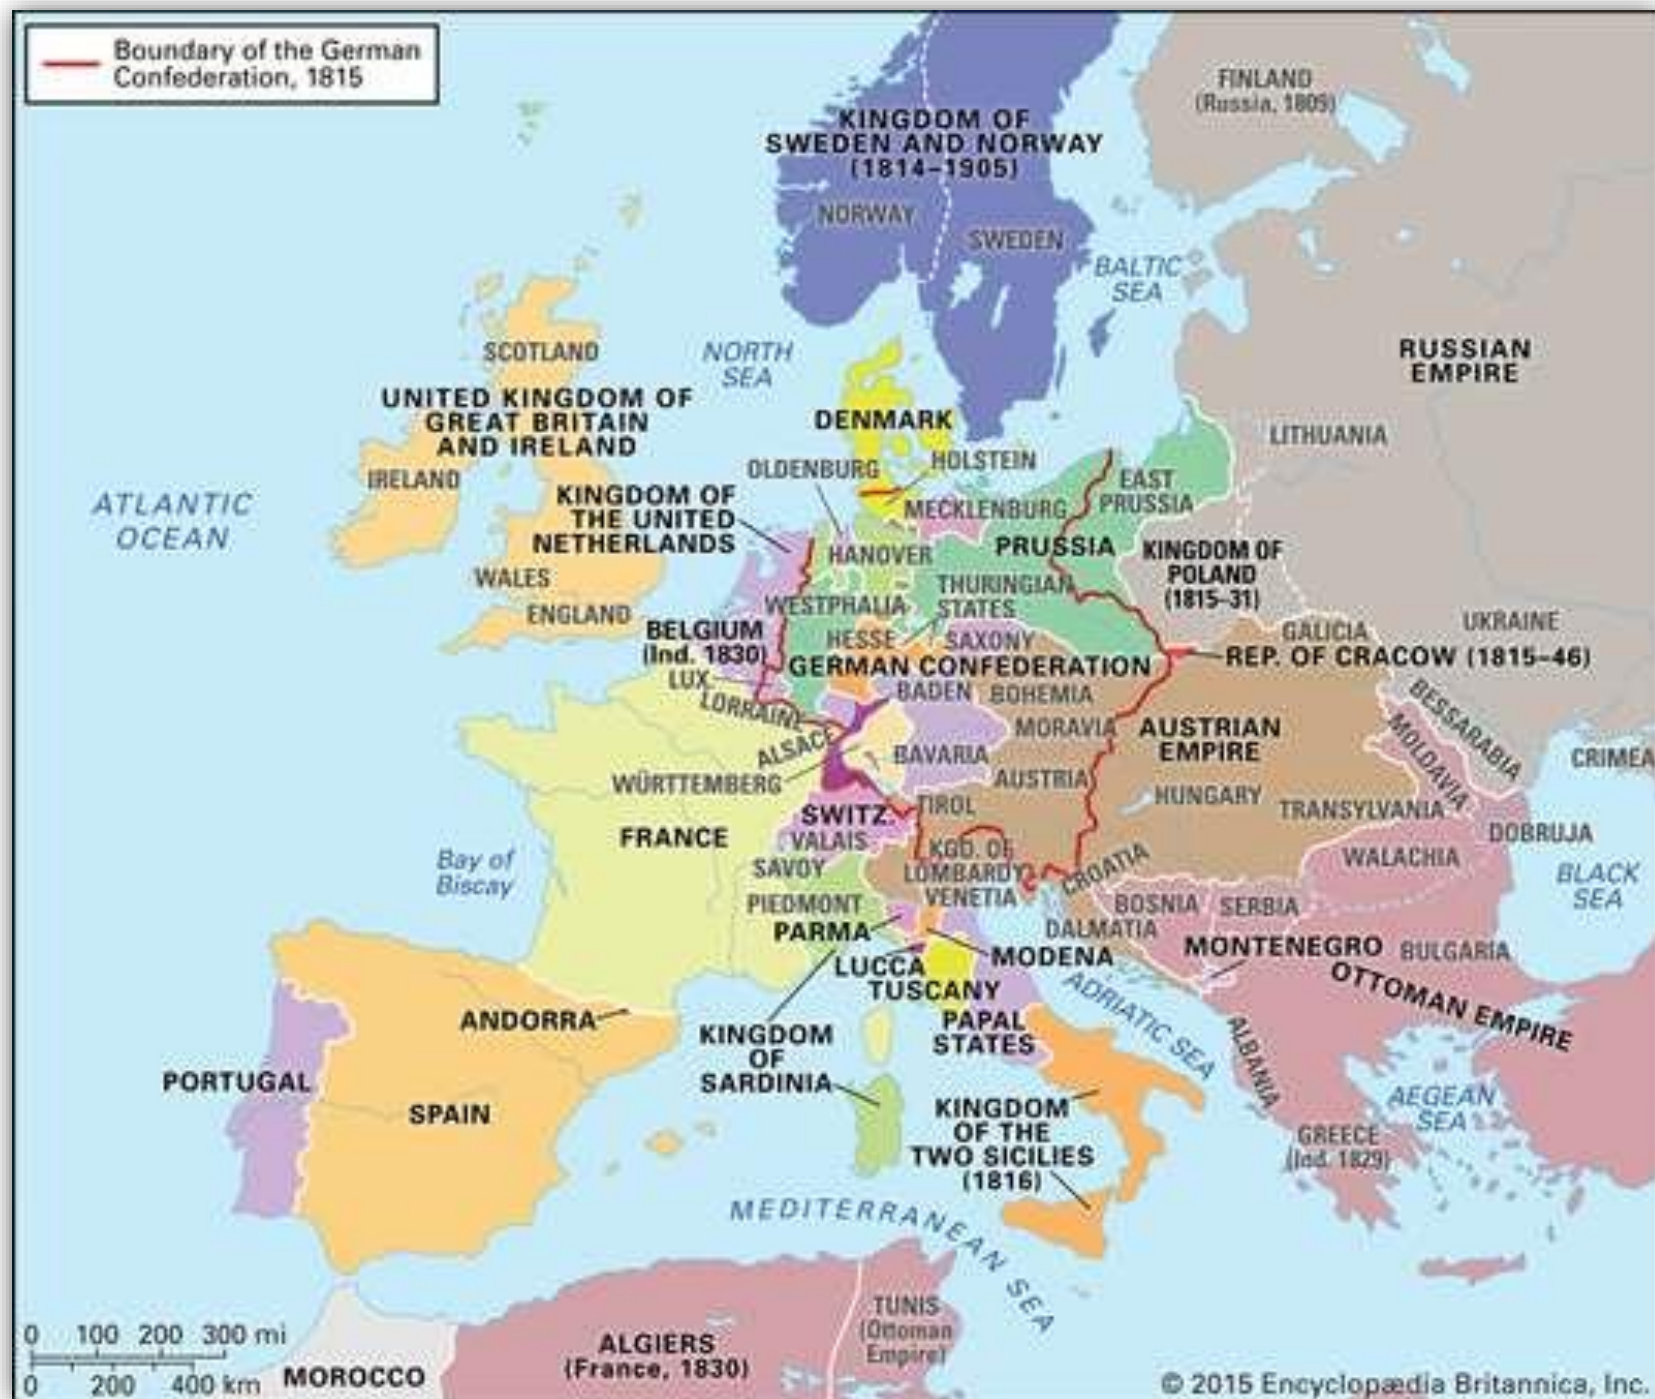 Boundary of the German
Confederation, 1815
FINLAND
(Russia, 1809)
KINGDOM OF
SWEDEN AND NORWAY
(1814–1905)
NORWAY
SWEDEN
BALTIC
SEA
NORTH
SEA
SCOTLAND
RUSSIAN
EMPIRE
UNITED KINGDOM OF
GREAT BRITAIN
AND IRELAND
IRELAND
DENMARK
LITHUANIA
OLDENBURG
HOLSTEIN
EAST
PRUSSIA
ATLANTIC
OCEAN
KINGDOM OF
THE UNITED
NETHERLANDS
MECKLENBURG
HANOVER
PRUSSIA
KINGDOM OF
POLAND
(1815–31)
WALES
ENGLAND
WESTPHALIA
THURINGIAN
STATES
BELGIUM
(Ind. 1830)
HESSE
SAXONY
GALICIA
UKRAINE
GERMAN CONFEDERATION
REP. OF CRACOW (1815–46)
LUX.
LORRAINE
BADEN
BOHEMIA
BESSARABIA
ALSACE
MORAVIA
AUSTRIAN
EMPIRE
MOLDAVIA
CRIMEA
WÜRTTEMBERG
BAVARIA
AUSTRIA
HUNGARY
TRANSYLVANIA
FRANCE
SWITZ.
TIROL
DOBRUJA
Bay of
Biscay
VALAIS
SAVOY
KGD. OF
LOMBARDY
VENETIA
CROATIA
WALACHIA
BLACK
SEA
PIEDMONT
BOSNIA
SERBIA
PARMA
DALMATIA
MONTENEGRO
BULGARIA
LUCCA
MODENA
TUSCANY
OTTOMAN EMPIRE
ADRIATIC SEA
ANDORRA
PAPAL
STATES
KINGDOM
OF
SARDINIA
ALBANIA
PORTUGAL
SPAIN
KINGDOM
OF THE
TWO SICILIES
(1816)
AEGEAN
SEA
GREECE
(Ind. 1829)
MEDITERRANEAN SEA
0 100 200 300 mi
0 200 400 km
MOROCCO
ALGIERS
(France, 1830)
TUNIS
(Ottoman
Empire)
© 2015 Encyclopædia Britannica, Inc.